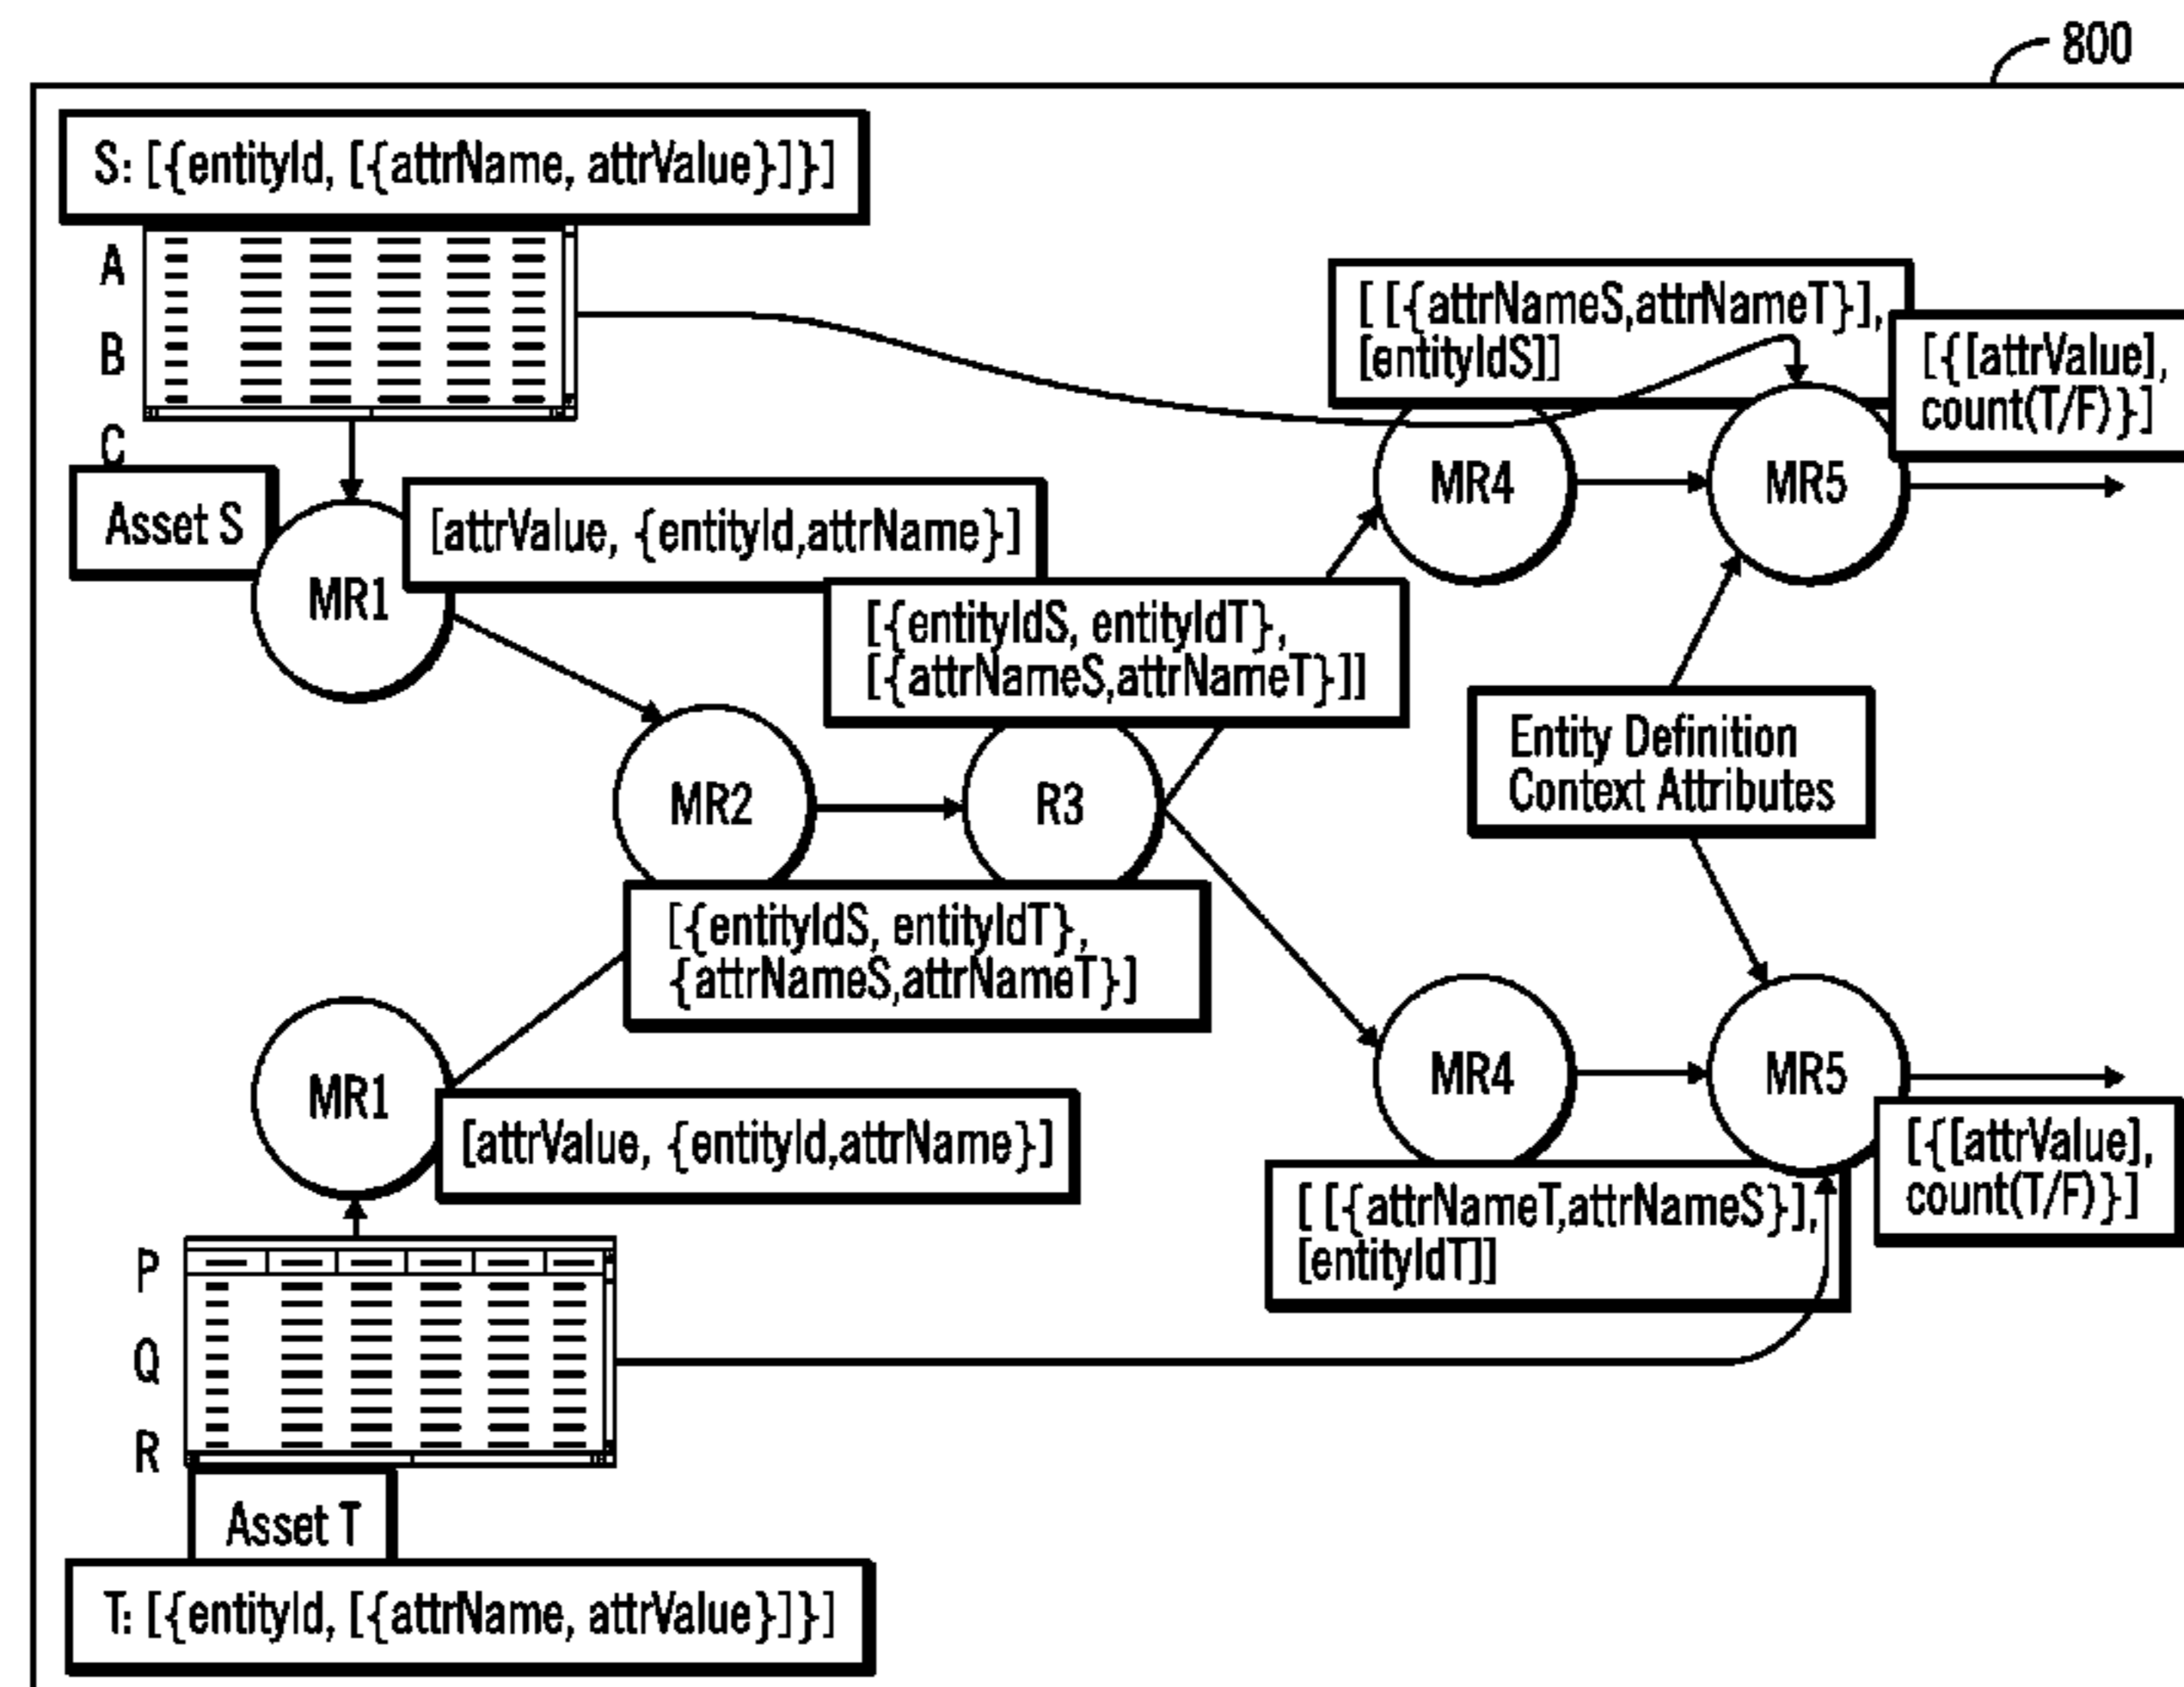 800
S: [{entityId, [{attrName, attrValue}]}]
A
B
C
Asset S
MR1
[attrValue, {entityId,attrName}]
[{entityIdS, entityIdT},
[{attrNameS,attrNameT}]]
[ [{attrNameS,attrNameT}],
[entityIdS]]
[{[attrValue],
count(T/F)}]
MR4
MR5
MR2
R3
Entity Definition
Context Attributes
[{entityIdS, entityIdT},
{attrNameS,attrNameT}]
MR1
[attrValue, {entityId,attrName}]
MR4
MR5
[ [{attrNameT,attrNameS}],
[entityIdT]]
[{[attrValue],
count(T/F)}]
P
Q
R
Asset T
T: [{entityId, [{attrName, attrValue}]}]